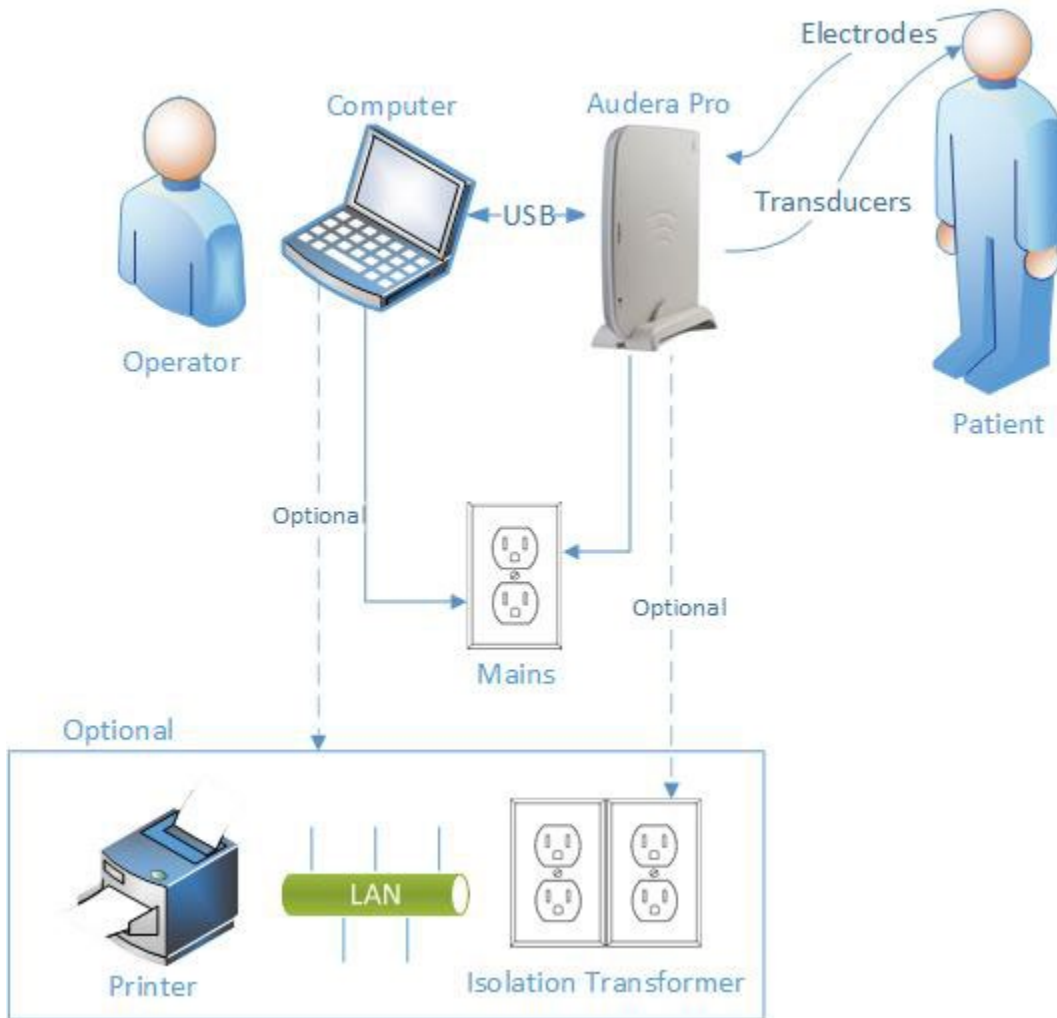 Electrodes
Computer
Audera Pro
USB
Transducers
Operator
Patient
Optional
Optional
Mains
Optional
LAN
Printer
Isolation Transformer